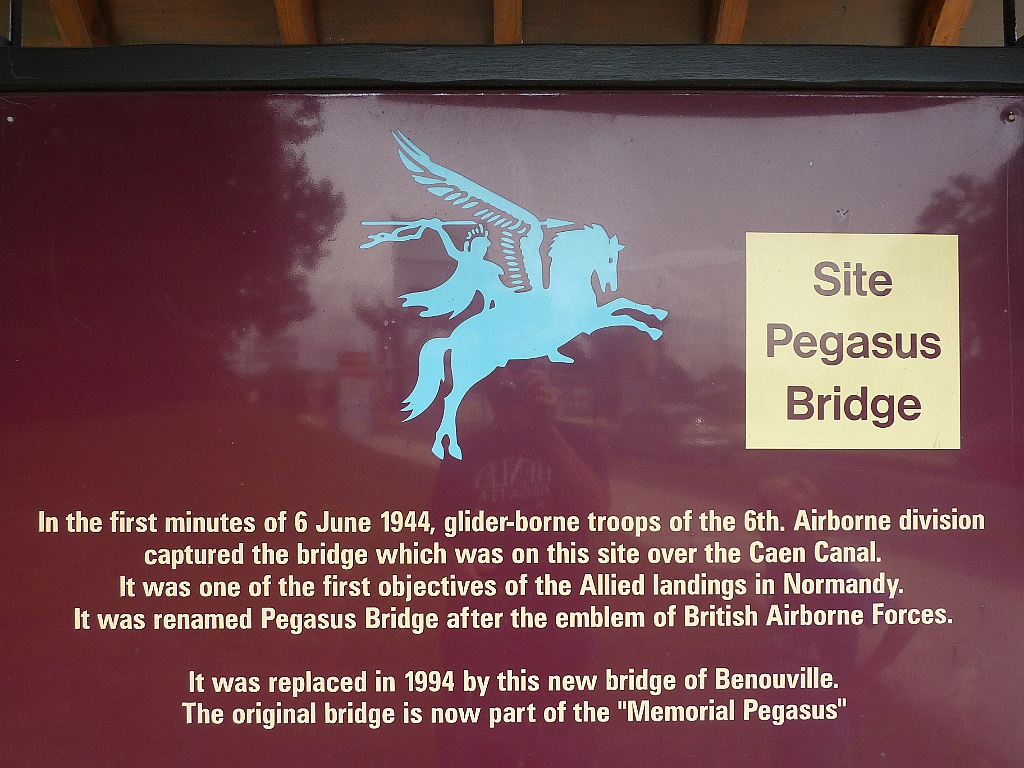 Site
Pegasus
Bridge
In the first minutes of 6 June 1944, glider-borne troops of the 6th. Airborne division
captured the bridge which was on this site over the Caen Canal.
It was one of the first objectives of the Allied landings in Normandy.
It was renamed Pegasus Bridge after the emblem of British Airborne Forces.
It was replaced in 1994 by this new bridge of Benouville.
The original bridge is now part of the "Memorial Pegasus"